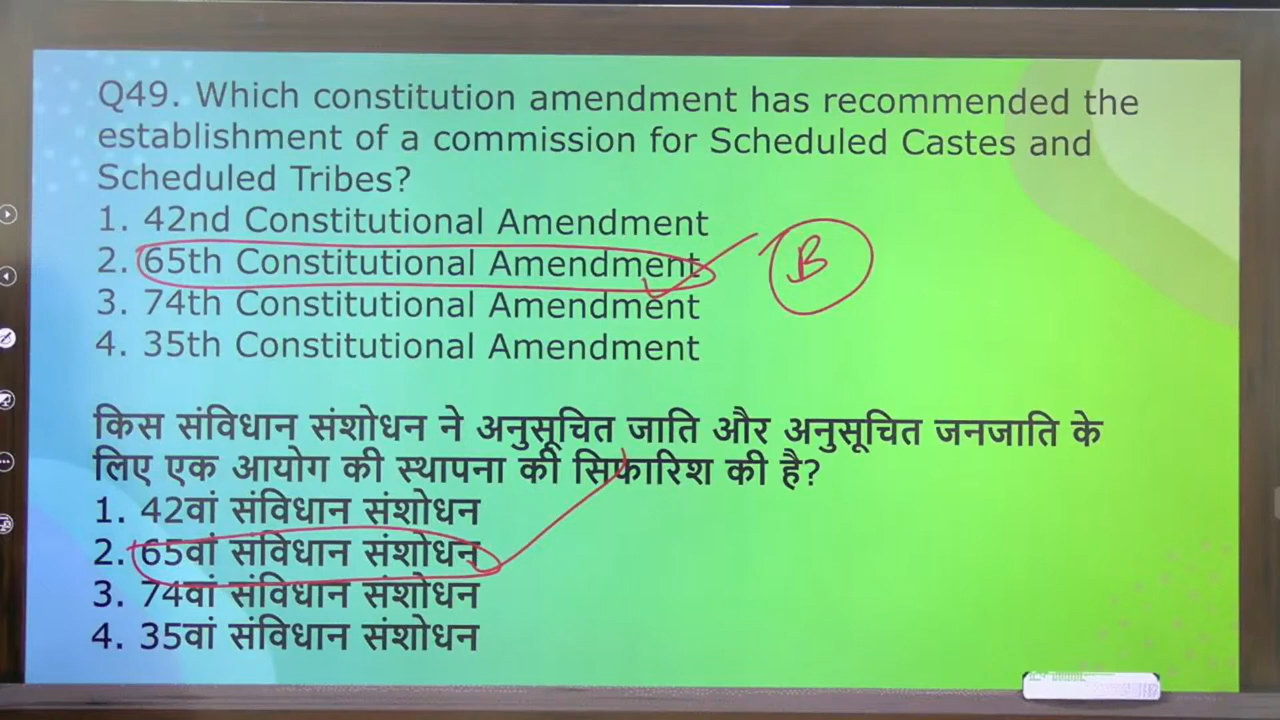 Q49. Which constitution amendment has recommended the
establishment of a commission for Scheduled Castes and
Scheduled Tribes?
1. 42nd Constitutional Amendment
2. 65th Constitutional Amendment
B
3. 74th Constitutional Amendment
4. 35th Constitutional Amendment
किस संविधान संशोधन ने अनुसूचित जाति और अनुसूचित जनजाति के
लिए एक आयोग की स्थापना की सिफारिश की है?
1. 42वां संविधान संशोधन
2. 65वां संविधान संशोधन
3. 74वां संविधान संशोधन
4. 35वां संविधान संशोधन